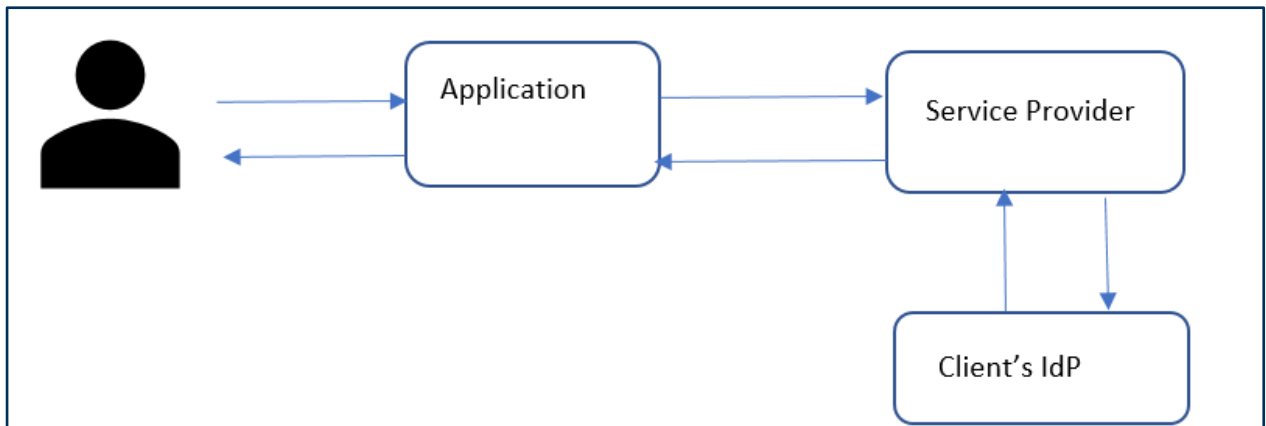 Application
Service Provider
Client’s IdP